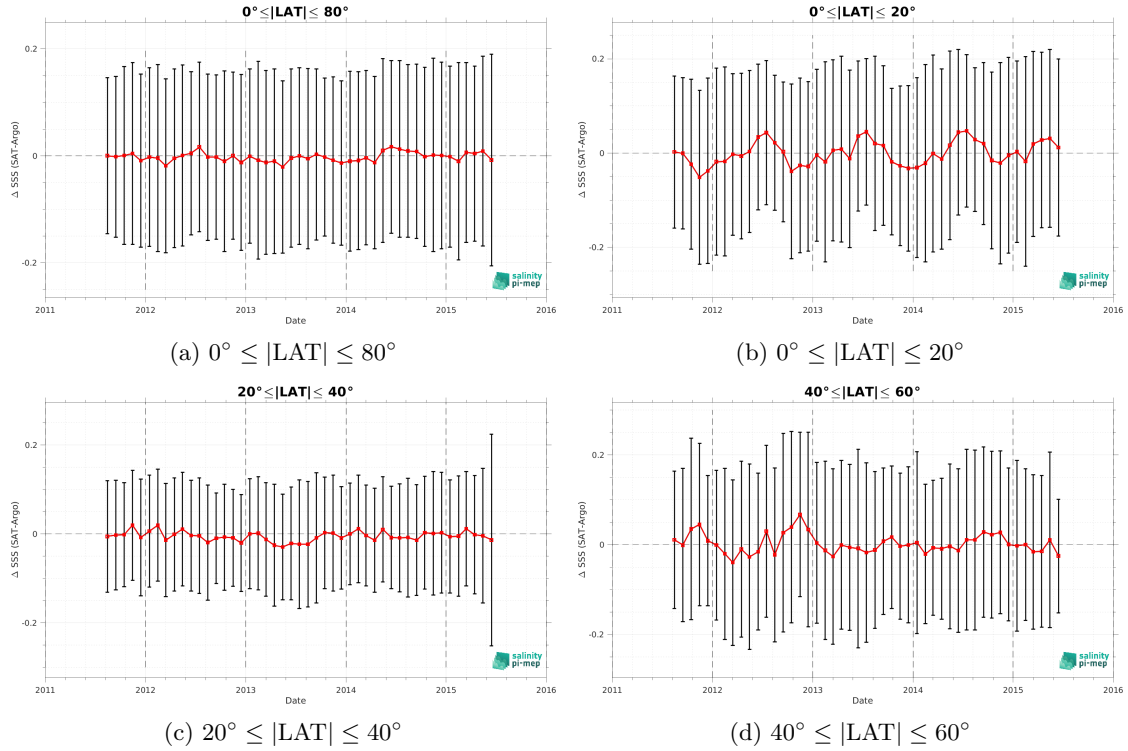 0°≤|LAT|≤ 80°
Δ SSS (SAT-Argo)
0.2
0
-0.2
2011 2012 2013 2014 2015 2016
Date
salinity
pi-mep
(a) 0° ≤ |LAT| ≤ 80°
0°≤|LAT|≤ 20°
Δ SSS (SAT-Argo)
0.2
0
-0.2
2011 2012 2013 2014 2015 2016
Date
salinity
pi-mep
(b) 0° ≤ |LAT| ≤ 20°
20°≤|LAT|≤ 40°
Δ SSS (SAT-Argo)
0.2
0
-0.2
2011 2012 2013 2014 2015 2016
Date
salinity
pi-mep
(c) 20° ≤ |LAT| ≤ 40°
40°≤|LAT|≤ 60°
Δ SSS (SAT-Argo)
0.2
0
-0.2
2011 2012 2013 2014 2015 2016
Date
salinity
pi-mep
(d) 40° ≤ |LAT| ≤ 60°